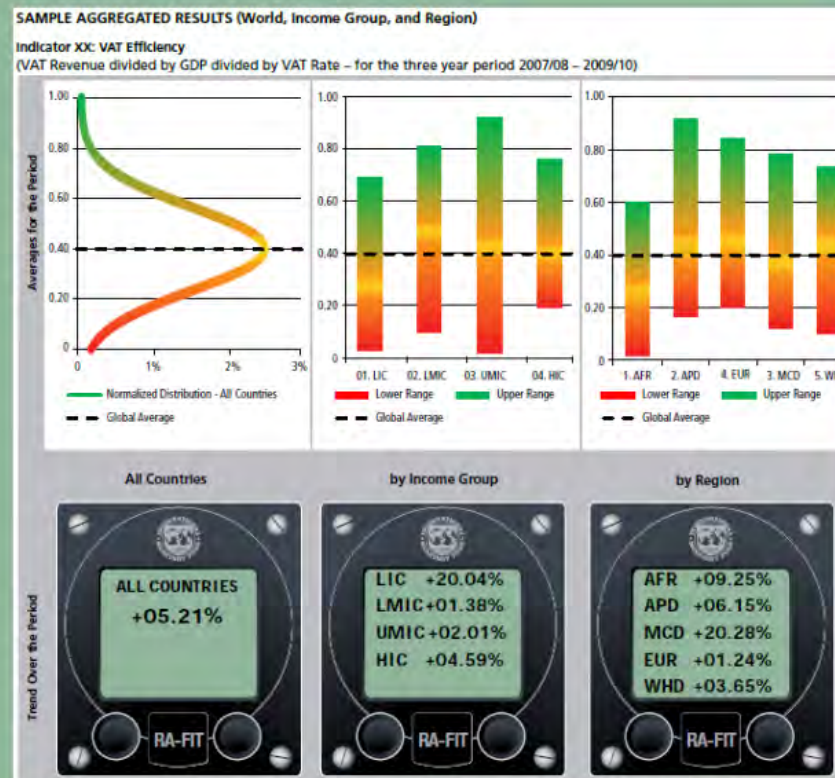 SAMPLE AGGREGATED RESULTS (World, Income Group, and Region)
Indicator XX: VAT Efficiency
(VAT Revenue divided by GDP divided by VAT Rate – for the three year period 2007/08 – 2009/10)
Averages for the Period
1.00
0.80
0.60
0.40
0.20
0
0 1% 2% 3%
Normalized Distribution - All Countries
Global Average
1.00
0.80
0.60
0.40
0.20
0
01. LIC 02. LMIC 03. UMIC 04. HIC
Lower Range Upper Range
Global Average
1.00
0.80
0.60
0.40
0.20
0
1. AFR 2. APD 4. EUR 3. MCD 5. W
Lower Range Upper Range
Global Average
Trend Over the Period
All Countries
ALL COUNTRIES
+05.21%
RA-FIT
by Income Group
LIC +20.04%
LMIC+01.38%
UMIC+02.01%
HIC +04.59%
RA-FIT
by Region
AFR +09.25%
APD +06.15%
MCD +20.28%
EUR +01.24%
WHD +03.65%
RA-FIT